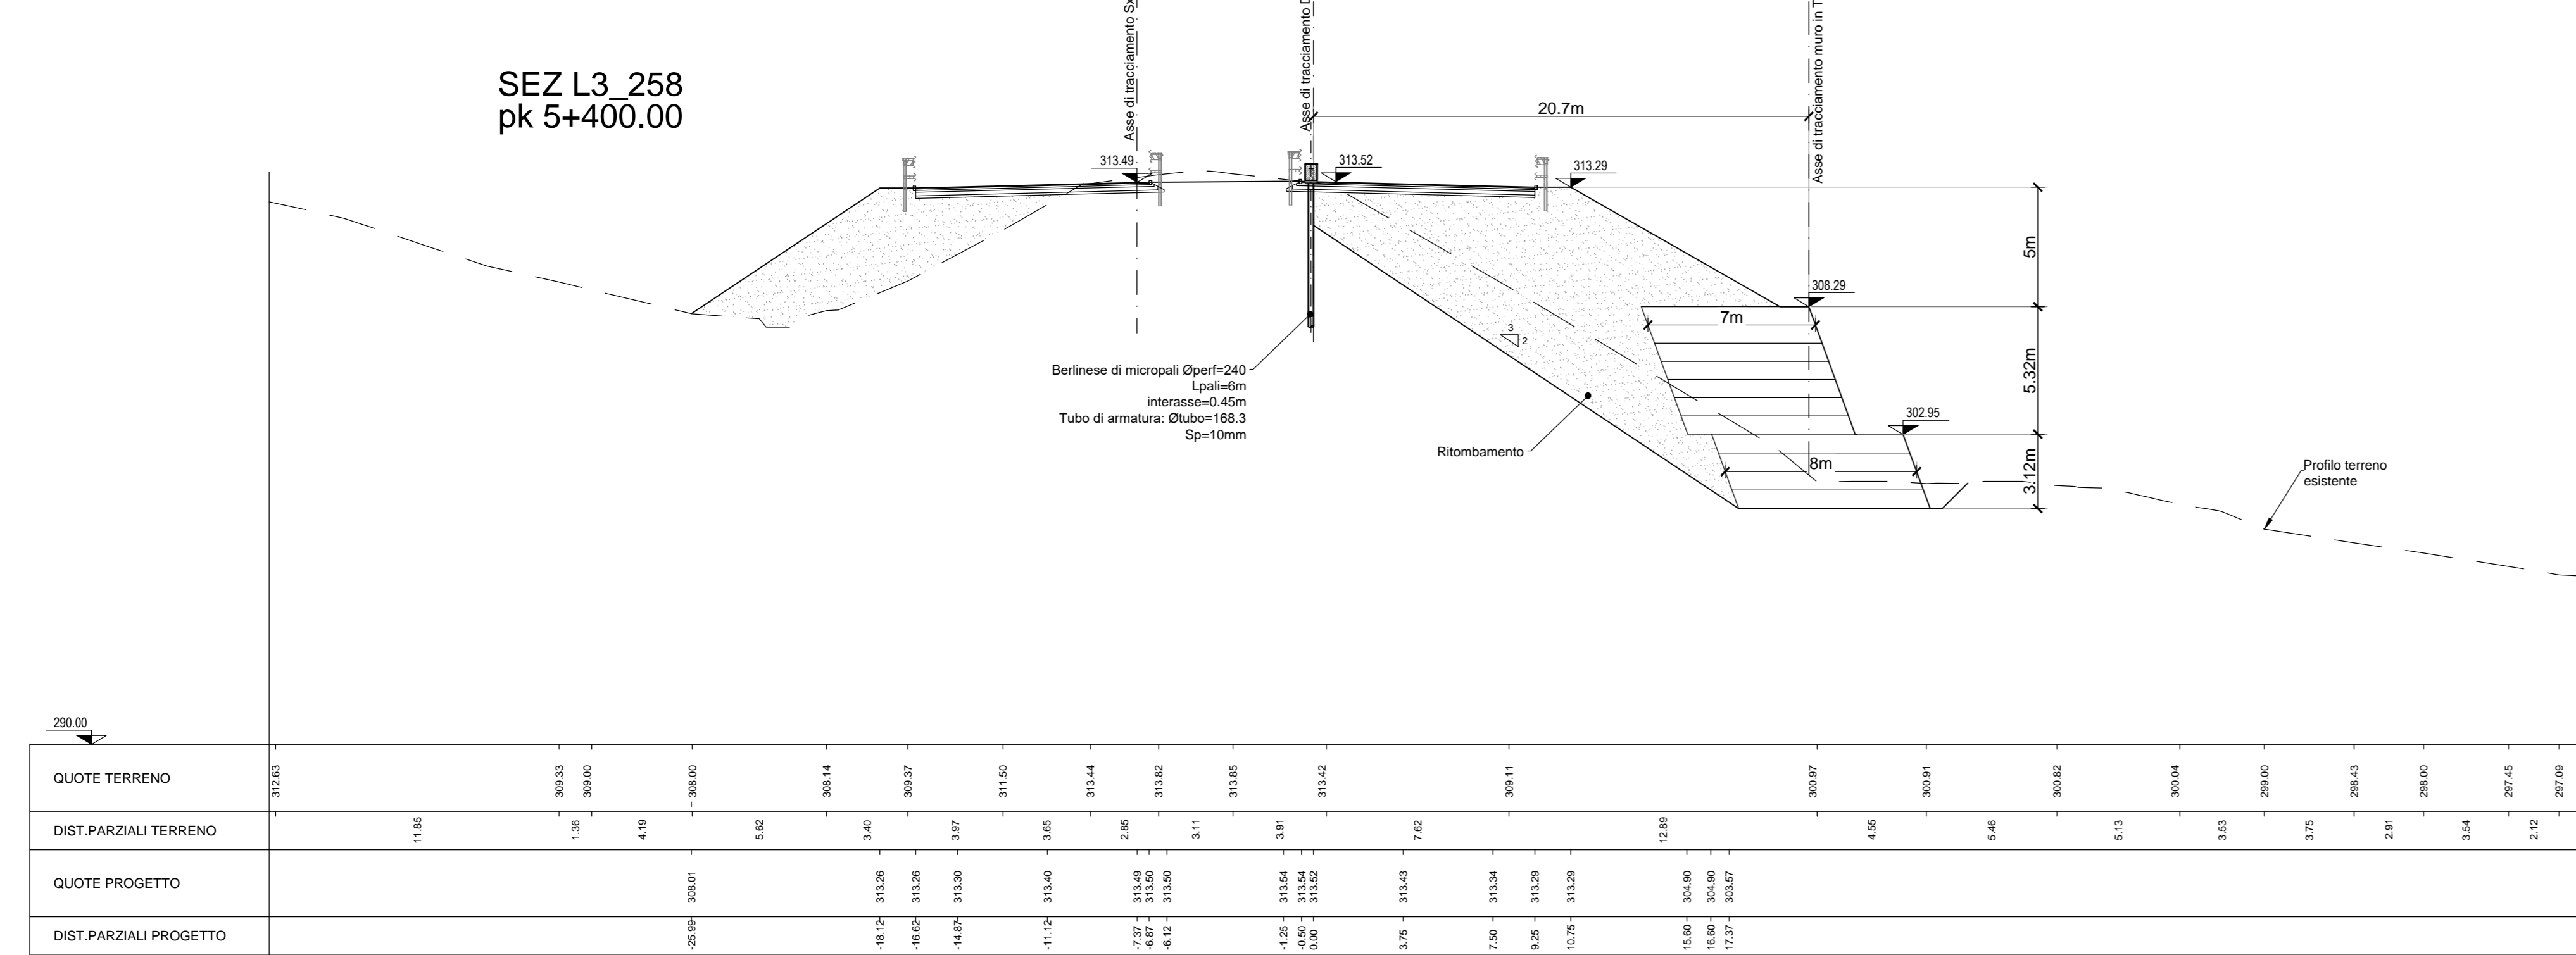 SEZ L3_258
pk 5+400.00
Asse di tracciamento Sx
Asse di tracciamento D
Asse di tracciamento muro in T
20.7m
313.49
313.52
313.29
5m
308.29
7m
3
2
5.32m
Berlinese di micropali Øperf=240
Lpali=6m
interasse=0.45m
Tubo di armatura: Øtubo=168.3
Sp=10mm
302.95
Ritombamento
8m
3.12m
Profilo terreno
esistente
290.00
QUOTE TERRENO 312.63 309.33 309.00 308.00 308.14 309.37 311.50 313.44 313.82 313.85 313.42 309.11 300.97 300.91 300.82 300.04 299.00 298.43 298.00 297.45 297.09
DIST.PARZIALI TERRENO 11.85 1.36 4.19 5.62 3.40 3.97 3.65 2.85 3.11 3.91 7.62 12.89 4.55 5.46 5.13 3.53 3.75 2.91 3.54 2.12
QUOTE PROGETTO 308.01 313.26 313.26 313.30 313.40 313.49 313.50 313.50 313.54 313.54 313.52 313.43 313.34 313.29 313.29 304.90 304.90 303.57
DIST.PARZIALI PROGETTO -25.99 -18.12 -16.62 -14.87 -11.12 -7.37 -6.87 -6.12 -1.25 -0.50 0.00 3.75 7.50 9.25 10.75 15.60 16.60 17.37